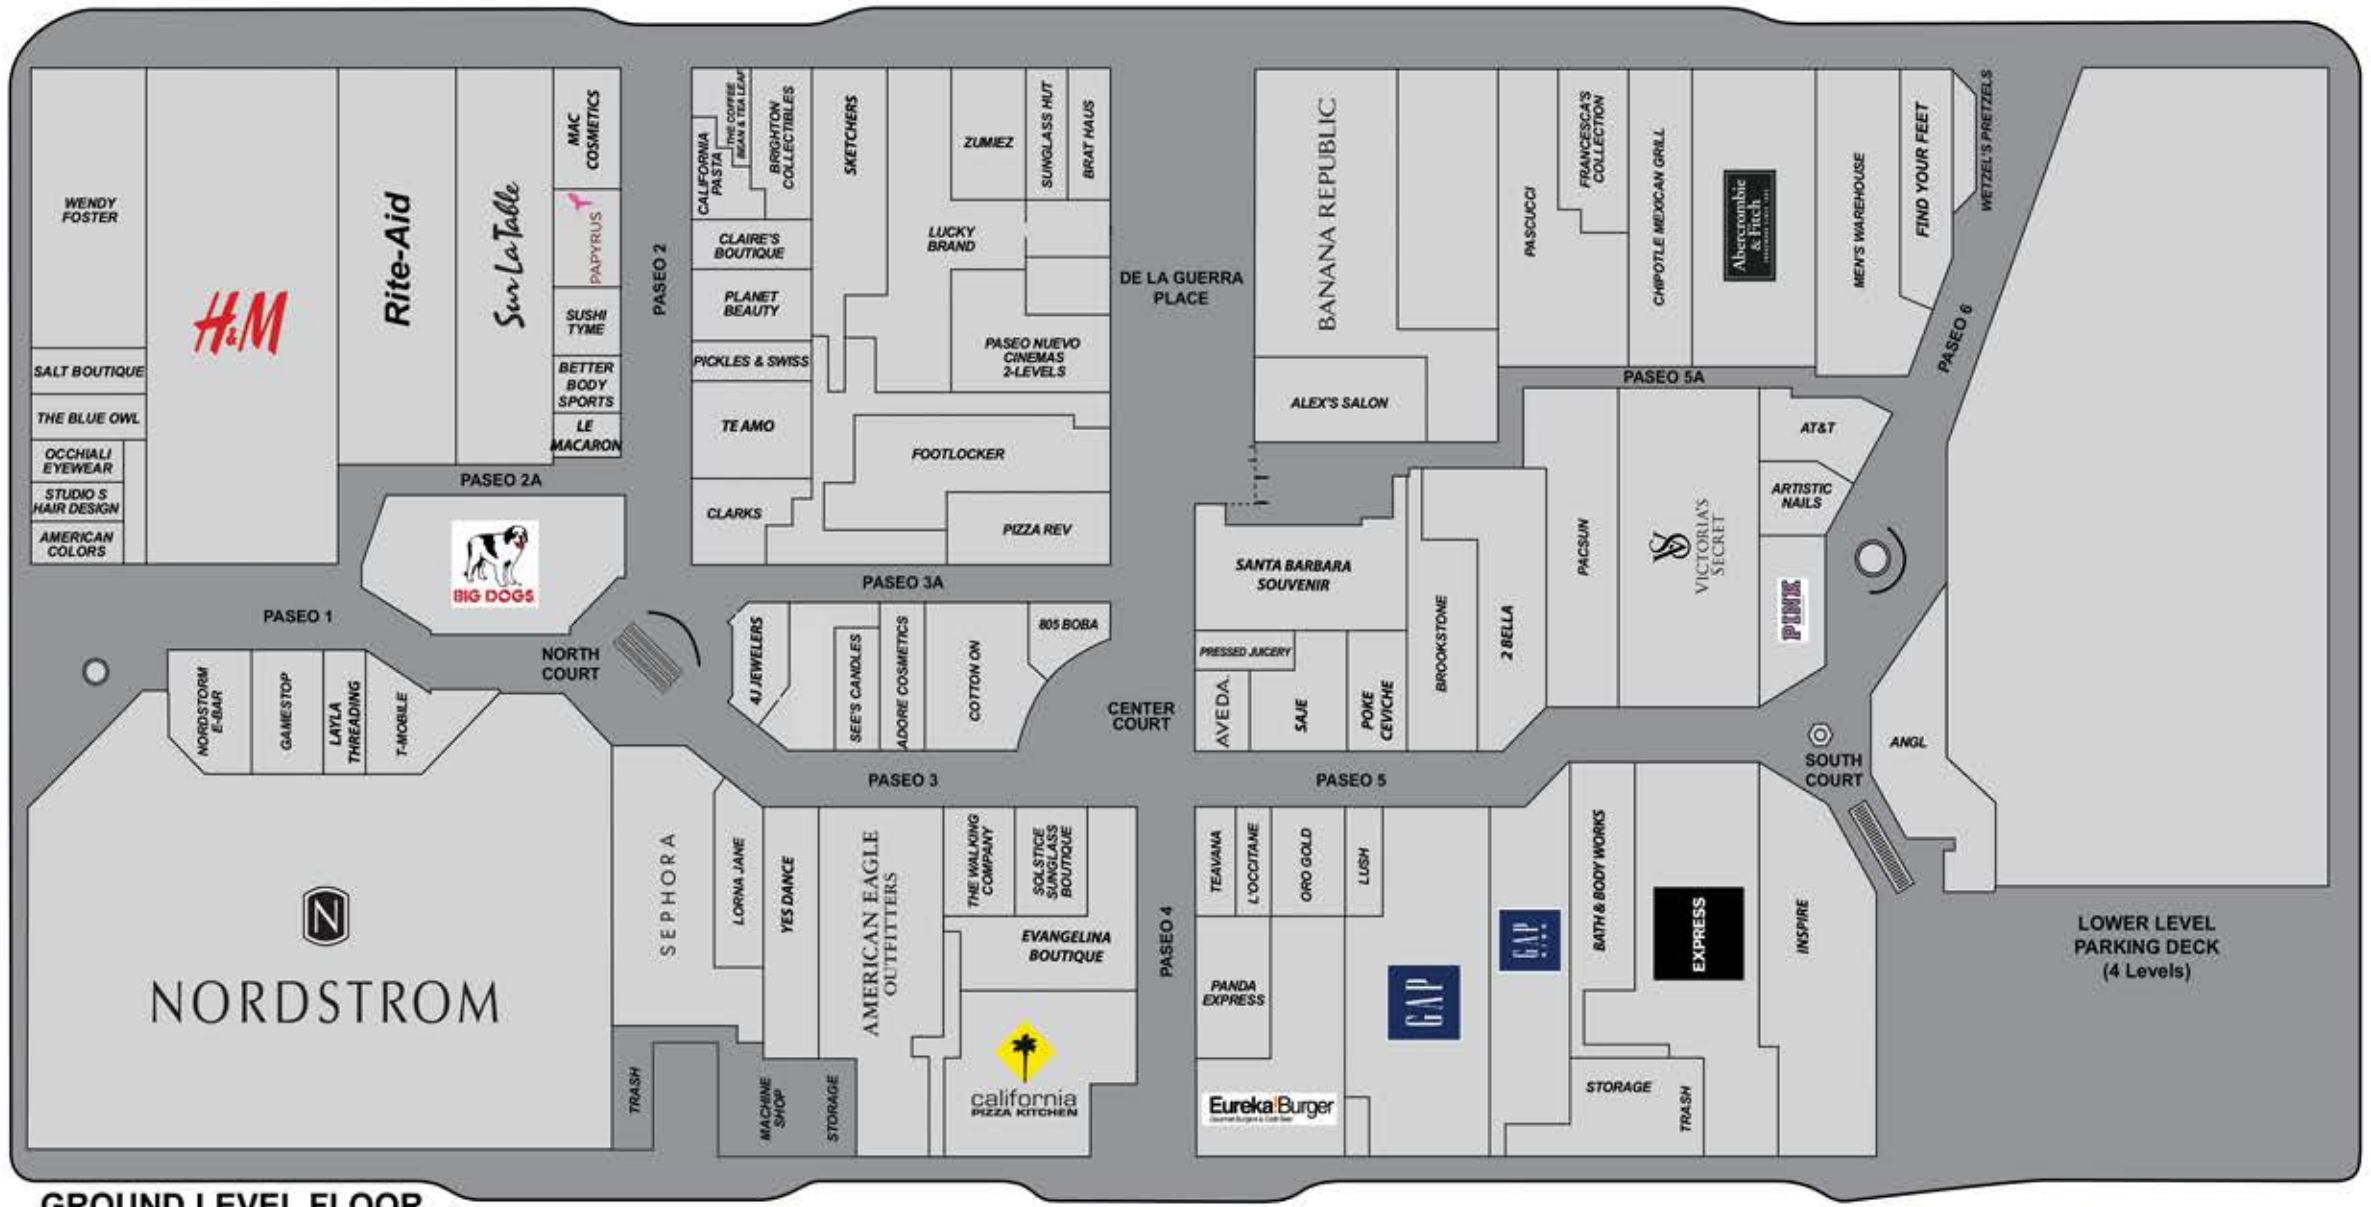 WENDY
FOSTER
SALT BOUTIQUE
THE BLUE OWL
OCCHIALI
EYEWEAR
STUDIO S
HAIR DESIGN
AMERICAN
COLORS
H&M
Rite-Aid
Sur La Table
MAC
COSMETICS
PAPYRUS
SUSHI
TYME
BETTER
BODY
SPORTS
LE
MACARON
PASEO 2A
BIG DOGS
PASEO 1
PASEO 2
CALIFORNIA
PASTA
THE COFFEE
BEAN & TEA LEAF
BRIGHTON
COLLECTIBLES
CLAIRE'S
BOUTIQUE
PLANET
BEAUTY
PICKLES & SWISS
TE AMO
CLARKS
SKETCHERS
LUCKY
BRAND
ZUMIEZ
SUNGLASS HUT
BRAT HAUS
PASEO NUEVO
CINEMAS
2-LEVELS
FOOTLOCKER
PIZZA REV
PASEO 3A
DE LA GUERRA
PLACE
BANANA REPUBLIC
ALEX'S SALON
PASCUCCI
FRANCESCA'S
COLLECTION
CHIPOTLE MEXICAN GRILL
Abercrombie
& Fitch
MEN'S WAREHOUSE
FIND YOUR FEET
WETZEL'S PRETZELS
PASEO 5A
PASEO 6
AT&T
ARTISTIC
NAILS
PINK
VS
VICTORIA'S
SECRET
PACSUN
2 BELLA
BROOKSTONE
SANTA BARBARA
SOUVENIR
PRESSED JUICERY
AVEDA.
SAJE
POKE
CEVICHE
NORTH
COURT
4J JEWELERS
SEE'S CANDLES
ADORE COSMETICS
COTTON ON
805 BOBA
CENTER
COURT
NORDSTORM
E-BAR
GAMESTOP
LAYLA
THREADING
T-MOBILE
N
NORDSTROM
PASEO 3
SEPHORA
LORNA JANE
YES DANCE
AMERICAN EAGLE
OUTFITTERS
THE WALKING
COMPANY
SOLSTICE
SUNGLASS
BOUTIQUE
EVANGELINA
BOUTIQUE
california
PIZZA KITCHEN
TRASH
MACHINE
SHOP
STORAGE
PASEO 4
PASEO 5
TEAVANA
L'OCCITANE
ORO GOLD
LUSH
PANDA
EXPRESS
Eureka!Burger
GAP
GAP
KIDS
BATH & BODY WORKS
EXPRESS
INSPIRE
STORAGE
TRASH
SOUTH
COURT
ANGL
LOWER LEVEL
PARKING DECK
(4 Levels)
GROUND LEVEL FLOOR